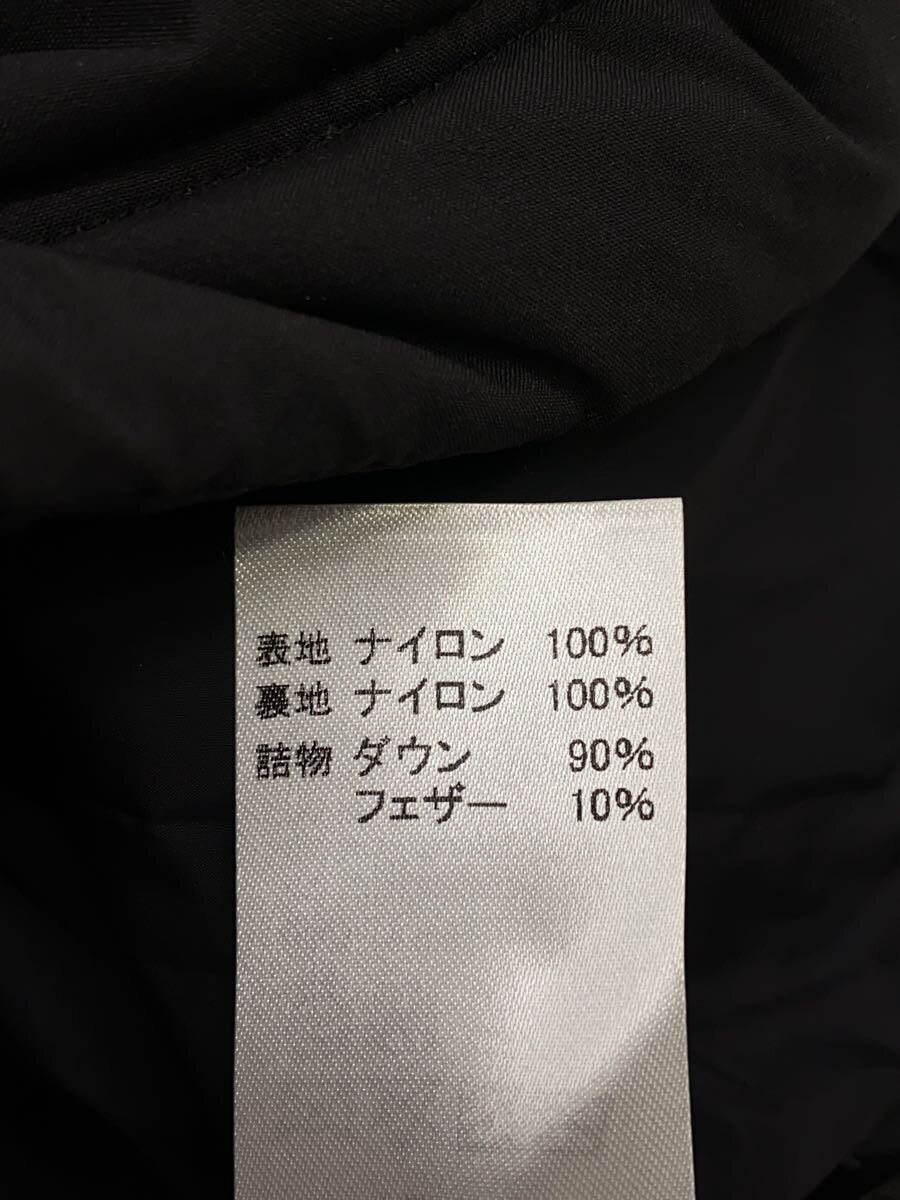 表地 ナイロン 100%
裏地 ナイロン 100%
詰物 ダウン 90%
フェザー 10%